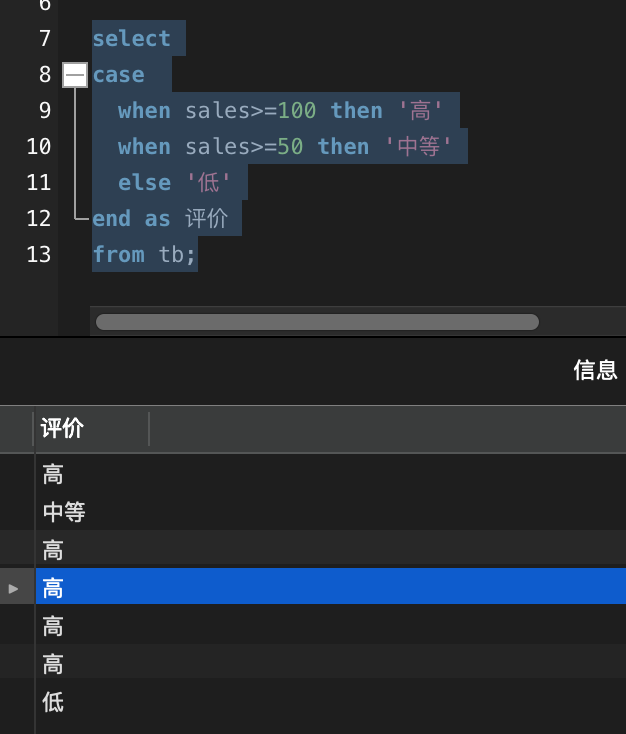 6
7 select
8 case
9 when sales>=100 then '高'
10 when sales>=50 then '中等'
11 else '低'
12 end as 评价
13 from tb;
信息
评价
高
中等
高
高
高
高
低